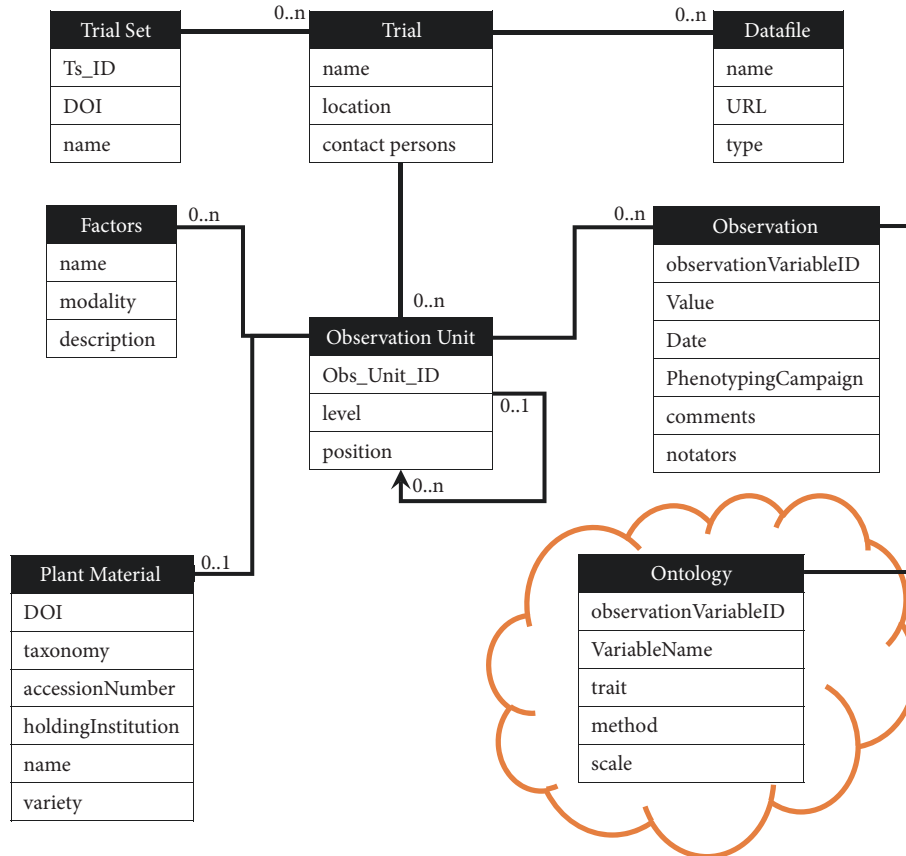 0..n
0..n
Trial Set
Ts_ID
DOI
name
Trial
name
location
contact persons
Datafile
name
URL
type
0..n
Factors
name
modality
description
0..n
Observation
observationVariableID
Value
Date
PhenotypingCampaign
comments
notators
0..n
Observation Unit
Obs_Unit_ID
level
position
0..1
0..n
0..1
Plant Material
DOI
taxonomy
accessionNumber
holdingInstitution
name
variety
Ontology
observationVariableID
VariableName
trait
method
scale